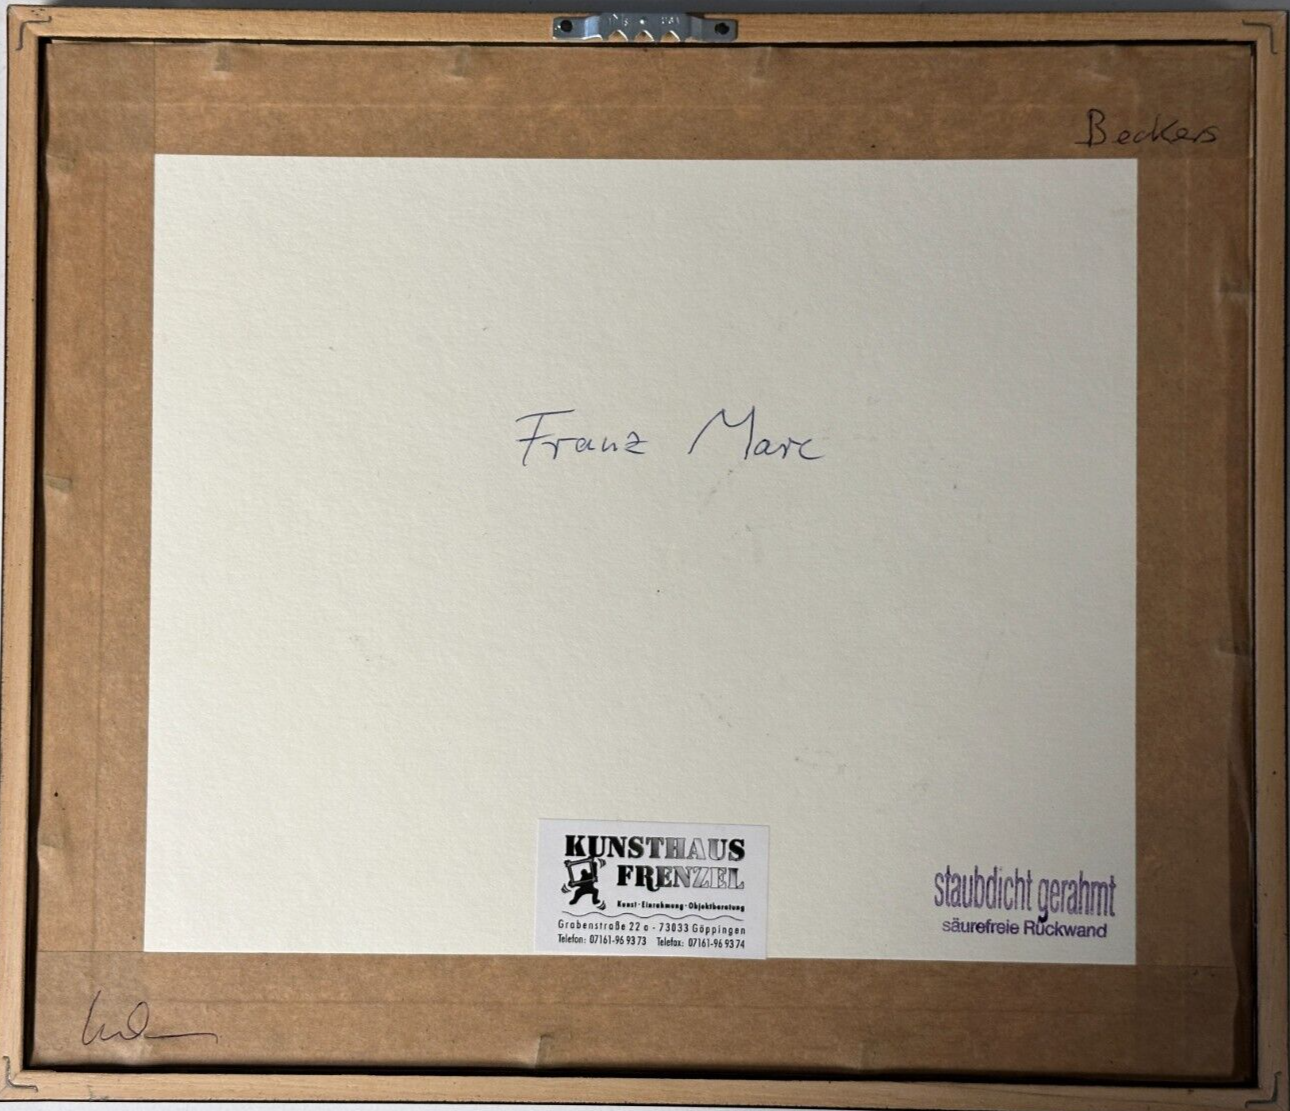 Beckers
Franz Marc
KUNSTHAUS
FRENZEL
Kunst · Einrahmung · Objektberatung
Grabenstraße 22a - 73033 Göppingen
Telefon: 07161-96 93 73 Telefax: 07161-96 93 74
staubdicht gerahmt
säurefreie Rückwand